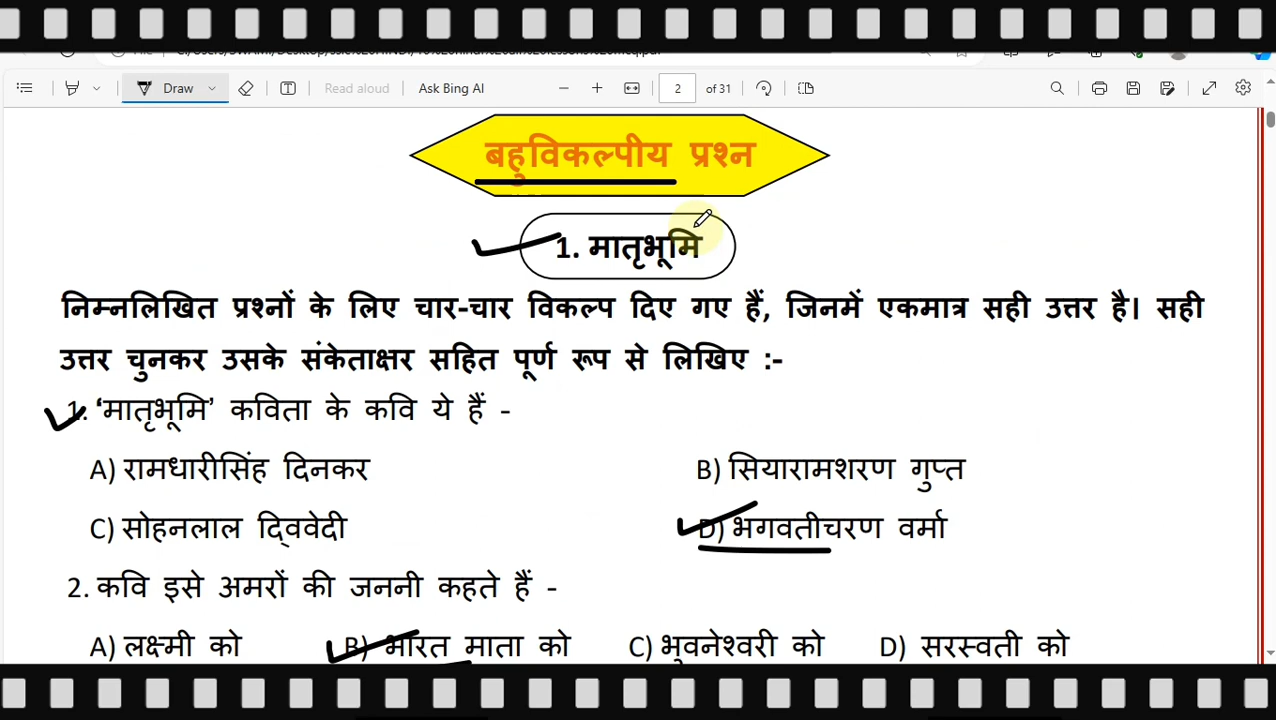 Draw
Read aloud
Ask Bing AI
2
of 31
बहुविकल्पीय प्रश्न
1. मातृभूमि
निम्नलिखित प्रश्नों के लिए चार-चार विकल्प दिए गए हैं, जिनमें एकमात्र सही उत्तर है। सही
उत्तर चुनकर उसके संकेताक्षर सहित पूर्ण रूप से लिखिए :-
1. ‘मातृभूमि’ कविता के कवि ये हैं -
A) रामधारीसिंह दिनकर B) सियारामशरण गुप्त
C) सोहनलाल द्विवेदी D) भगवतीचरण वर्मा
2. कवि इसे अमरों की जननी कहते हैं -
A) लक्ष्मी को B) भारत माता को C) भुवनेश्वरी को D) सरस्वती को